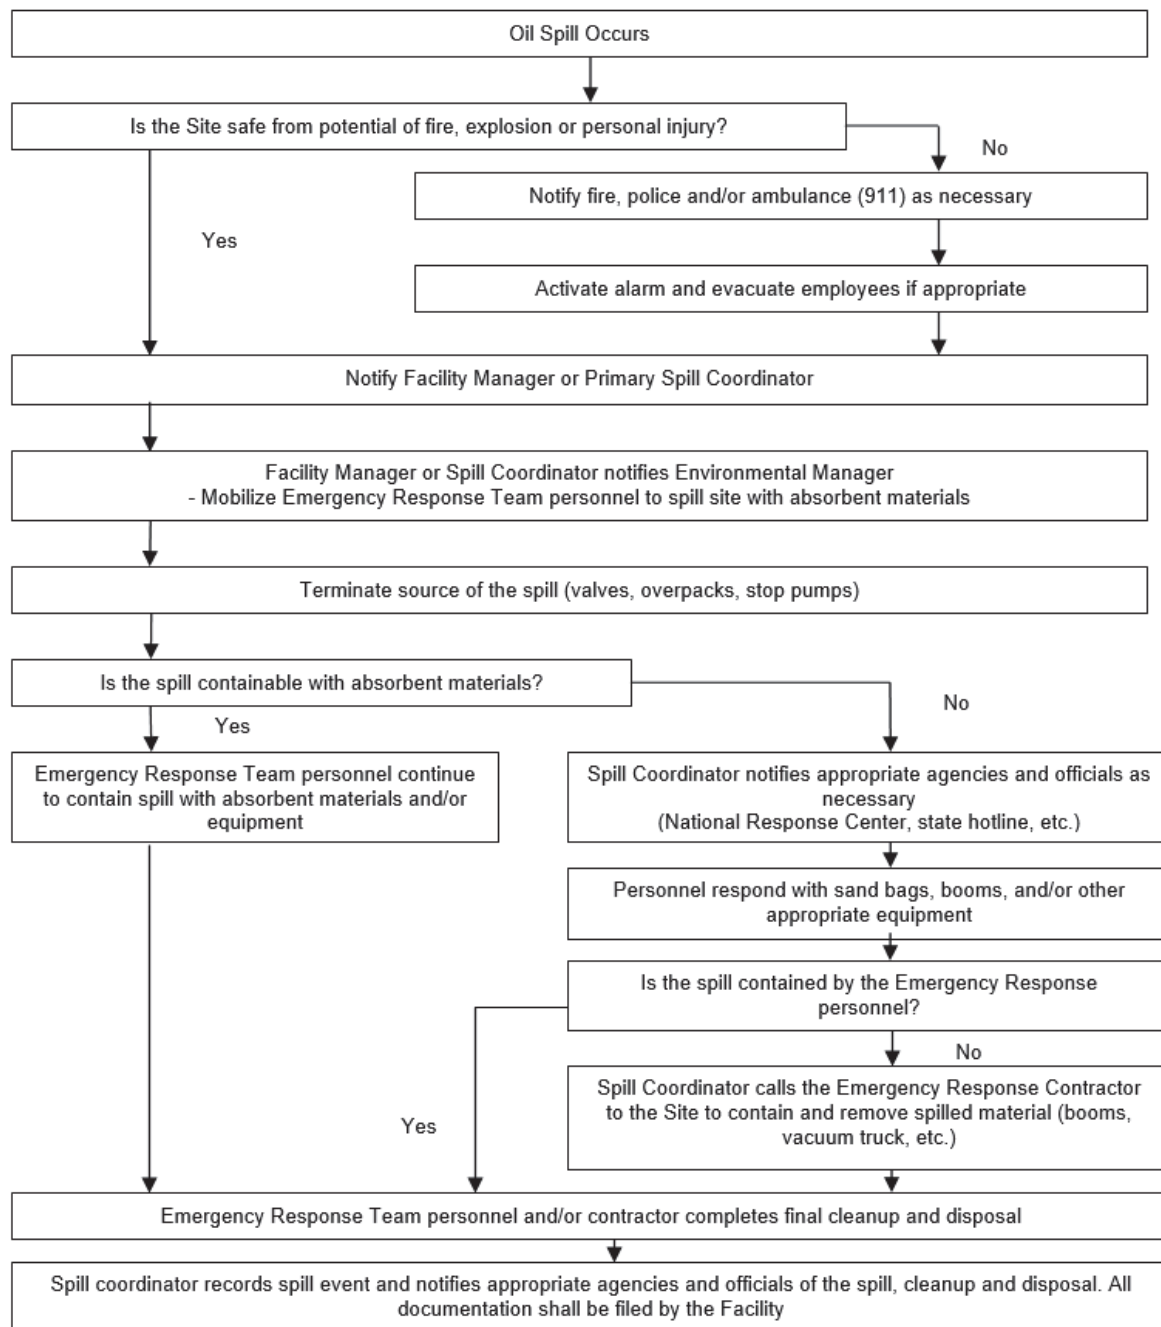 Oil Spill Occurs
Is the Site safe from potential of fire, explosion or personal injury?
No
Notify fire, police and/or ambulance (911) as necessary
Yes
Activate alarm and evacuate employees if appropriate
Notify Facility Manager or Primary Spill Coordinator
Facility Manager or Spill Coordinator notifies Environmental Manager
- Mobilize Emergency Response Team personnel to spill site with absorbent materials
Terminate source of the spill (valves, overpacks, stop pumps)
Is the spill containable with absorbent materials?
No
Yes
Emergency Response Team personnel continue
to contain spill with absorbent materials and/or
equipment
Spill Coordinator notifies appropriate agencies and officials as
necessary
(National Response Center, state hotline, etc.)
Personnel respond with sand bags, booms, and/or other
appropriate equipment
Is the spill contained by the Emergency Response
personnel?
No
Spill Coordinator calls the Emergency Response Contractor
to the Site to contain and remove spilled material (booms,
vacuum truck, etc.)
Yes
Emergency Response Team personnel and/or contractor completes final cleanup and disposal
Spill coordinator records spill event and notifies appropriate agencies and officials of the spill, cleanup and disposal. All
documentation shall be filed by the Facility